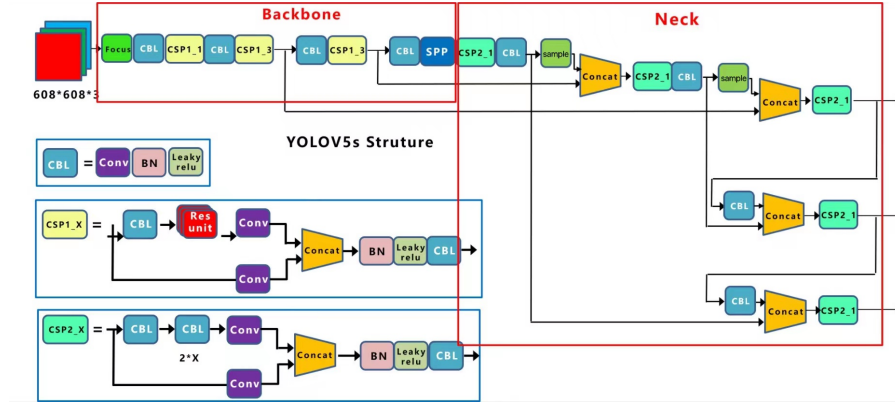 Backbone
Neck
Focus CBL CSP1_1 CBL CSP1_3 CBL CSP1_3 CBL SPP CSP2_1 CBL sample
Concat CSP2_1 CBL sample
Concat CSP2_1
608*608*3
YOLOV5s Struture
CBL = Conv BN Leaky relu
CBL Concat CSP2_1
CSP1_X = CBL Res unit Conv
Concat BN Leaky relu CBL
Conv
CBL Concat CSP2_1
CSP2_X = CBL CBL Conv
2*X
Concat BN Leaky relu CBL
Conv